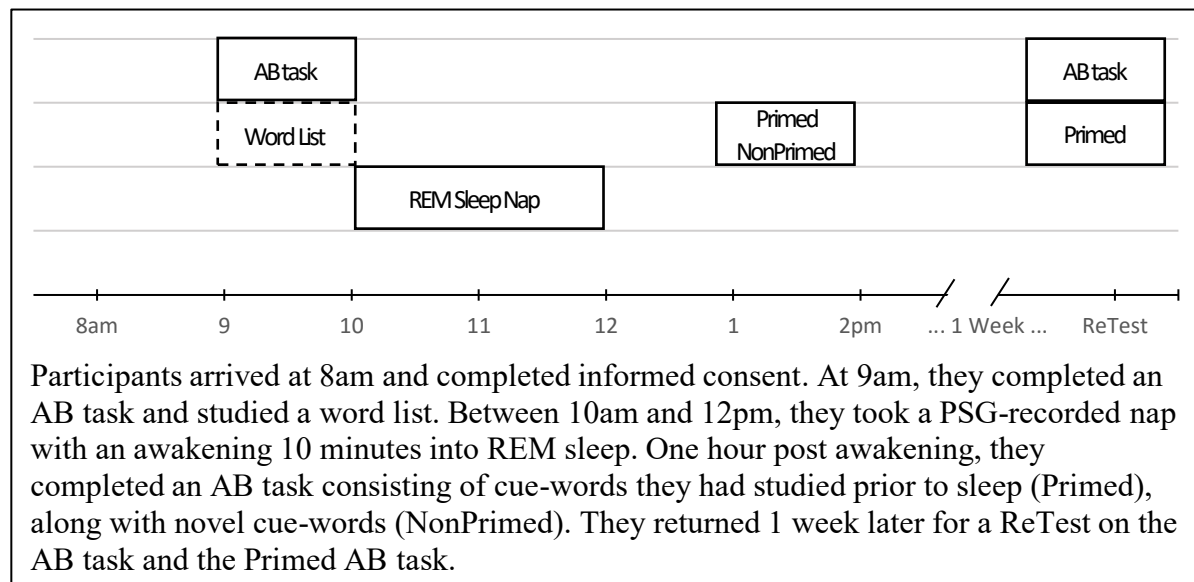 AB task
AB task
Word List
Primed
NonPrimed
Primed
REM Sleep Nap
8am 9 10 11 12 1 2pm ... 1 Week ... ReTest
Participants arrived at 8am and completed informed consent. At 9am, they completed an
AB task and studied a word list. Between 10am and 12pm, they took a PSG-recorded nap
with an awakening 10 minutes into REM sleep. One hour post awakening, they
completed an AB task consisting of cue-words they had studied prior to sleep (Primed),
along with novel cue-words (NonPrimed). They returned 1 week later for a ReTest on the
AB task and the Primed AB task.